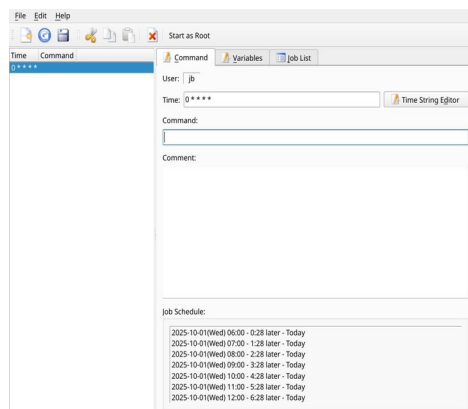 File Edit Help
Start as Root
Time Command
0 * * * *
Command Variables Job List
User: jb
Time: 0 * * * * Time String Editor
Command:
Comment:
Job Schedule:
2025-10-01(Wed) 06:00 - 0:28 later - Today
2025-10-01(Wed) 07:00 - 1:28 later - Today
2025-10-01(Wed) 08:00 - 2:28 later - Today
2025-10-01(Wed) 09:00 - 3:28 later - Today
2025-10-01(Wed) 10:00 - 4:28 later - Today
2025-10-01(Wed) 11:00 - 5:28 later - Today
2025-10-01(Wed) 12:00 - 6:28 later - Today